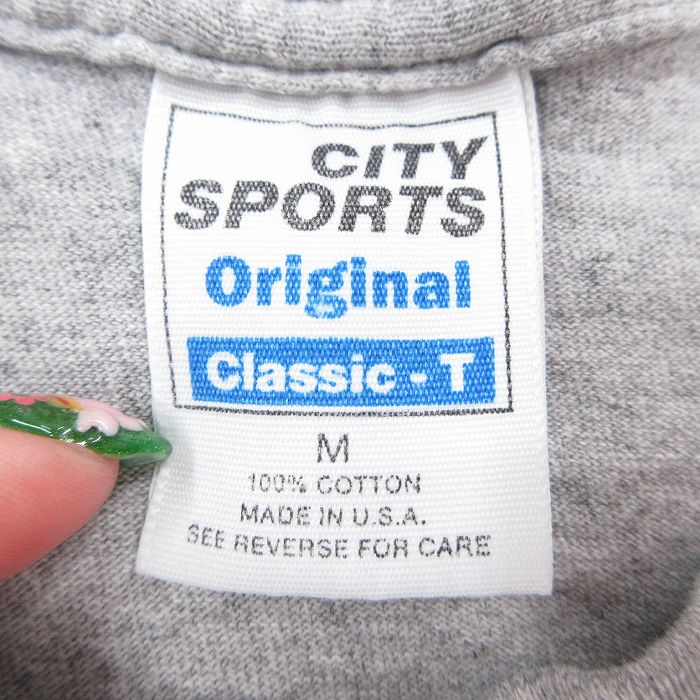 CITY
SPORTS
Original
Classic - T
M
100% COTTON
MADE IN U.S.A.
SEE REVERSE FOR CARE